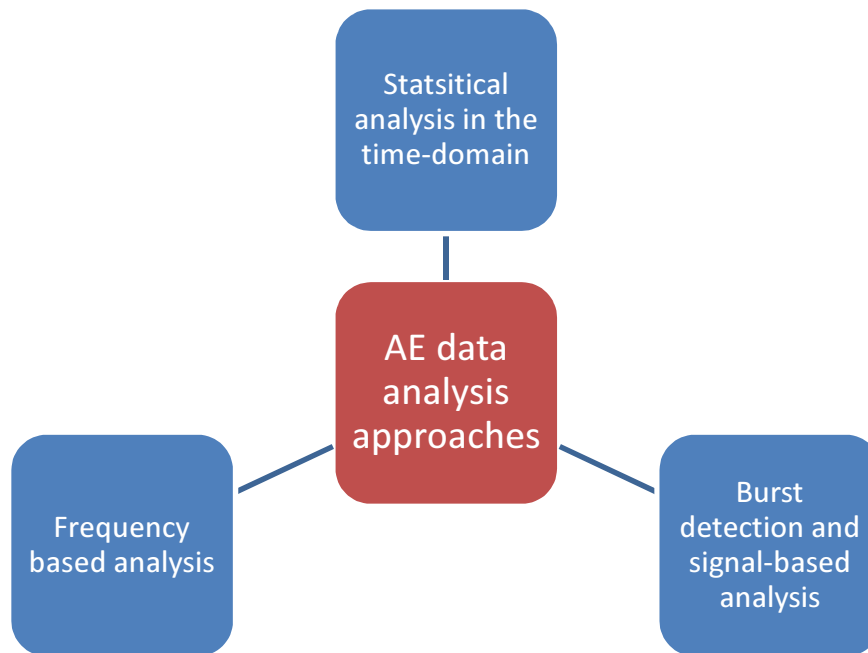 Statsitical
analysis in the
time-domain
AE data
analysis
approaches
Frequency
based analysis
Burst
detection and
signal-based
analysis